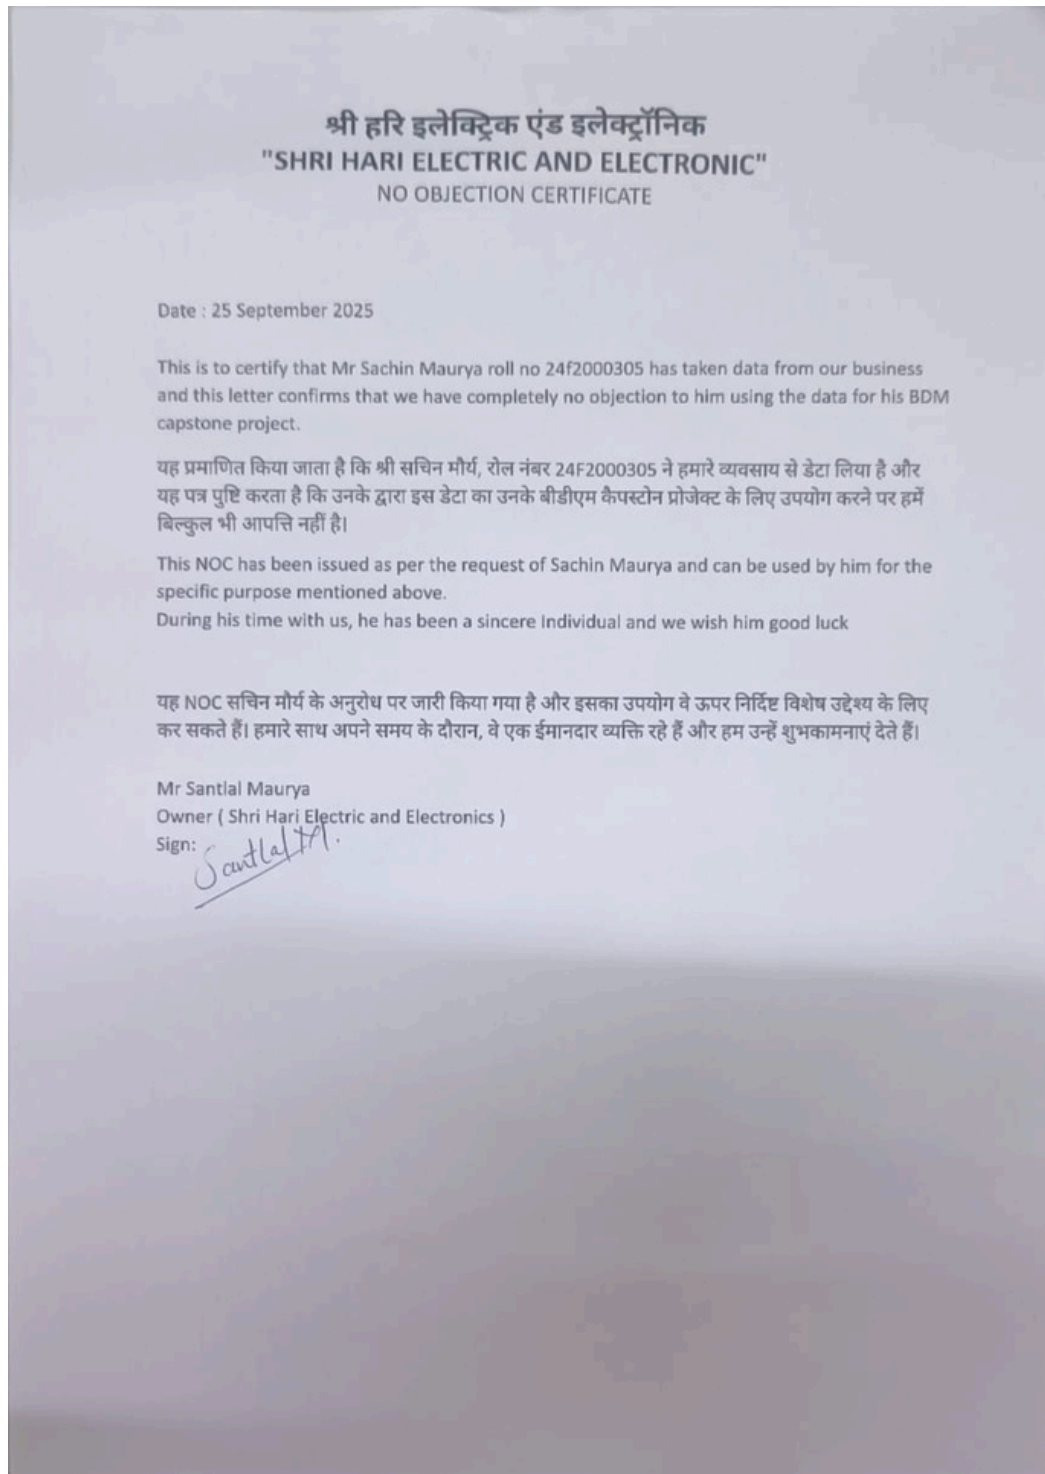 श्री हरि इलेक्ट्रिक एंड इलेक्ट्रॉनिक
"SHRI HARI ELECTRIC AND ELECTRONIC"
NO OBJECTION CERTIFICATE
Date : 25 September 2025
This is to certify that Mr Sachin Maurya roll no 24f2000305 has taken data from our business
and this letter confirms that we have completely no objection to him using the data for his BDM
capstone project.
यह प्रमाणित किया जाता है कि श्री सचिन मौर्य, रोल नंबर 24F2000305 ने हमारे व्यवसाय से डेटा लिया है और
यह पत्र पुष्टि करता है कि उनके द्वारा इस डेटा का उनके बीडीएम कैपस्टोन प्रोजेक्ट के लिए उपयोग करने पर हमें
बिल्कुल भी आपत्ति नहीं है।
This NOC has been issued as per the request of Sachin Maurya and can be used by him for the
specific purpose mentioned above.
During his time with us, he has been a sincere Individual and we wish him good luck
यह NOC सचिन मौर्य के अनुरोध पर जारी किया गया है और इसका उपयोग वे ऊपर निर्दिष्ट विशेष उद्देश्य के लिए
कर सकते हैं। हमारे साथ अपने समय के दौरान, वे एक ईमानदार व्यक्ति रहे हैं और हम उन्हें शुभकामनाएं देते हैं।
Mr Santlal Maurya
Owner ( Shri Hari Electric and Electronics )
Sign:
Santlal M.